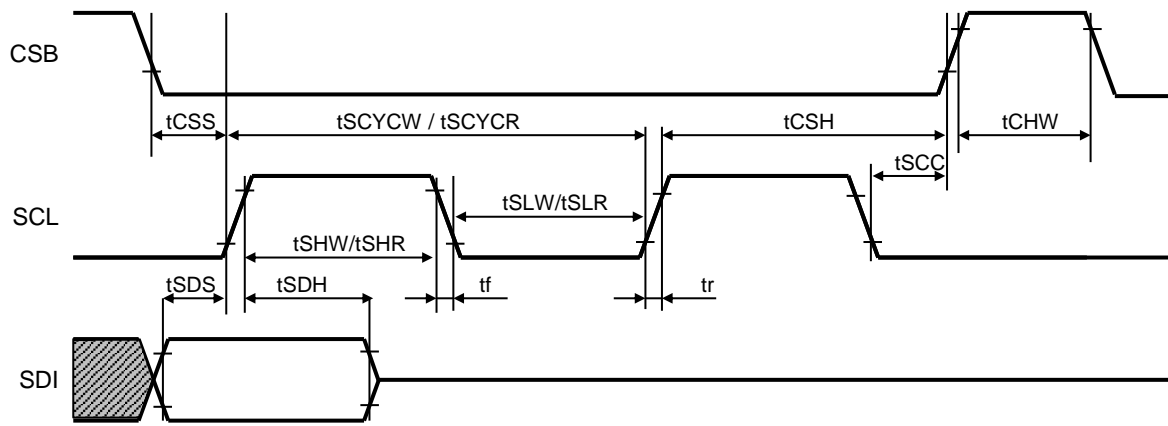 CSB
tCSS
tSCYCW / tSCYCR
tCSH
tCHW
tSCC
SCL
tSLW/tSLR
tSHW/tSHR
tSDS
tSDH
tf
tr
SDI